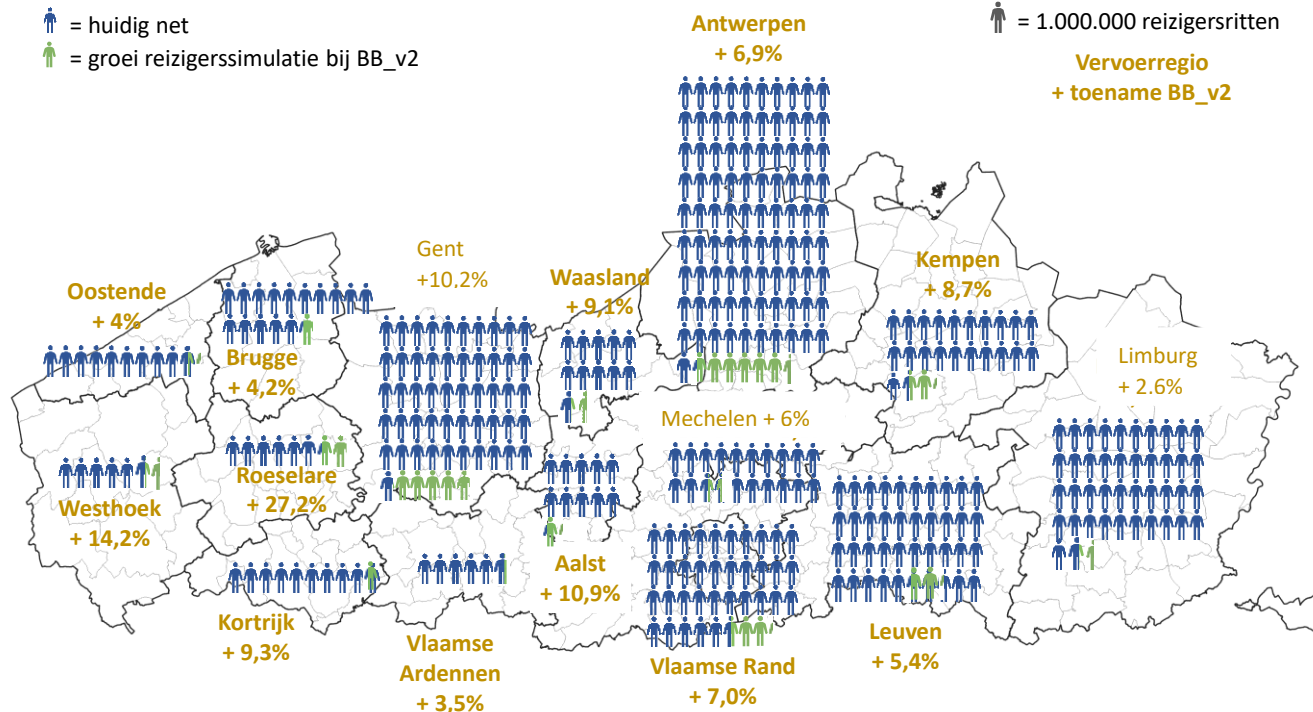 = huidig net
= groei reizigerssimulatie bij BB_v2
= 1.000.000 reizigersritten
Vervoerregio
+ toename BB_v2
Antwerpen
+ 6,9%
Gent
+10,2%
Waasland
+ 9,1%
Kempen
+ 8,7%
Oostende
+ 4%
Brugge
+ 4,2%
Limburg
+ 2.6%
Mechelen + 6%
Roeselare
+ 27,2%
Westhoek
+ 14,2%
Aalst
+ 10,9%
Kortrijk
+ 9,3%
Vlaamse
Ardennen
+ 3,5%
Vlaamse Rand
+ 7,0%
Leuven
+ 5,4%